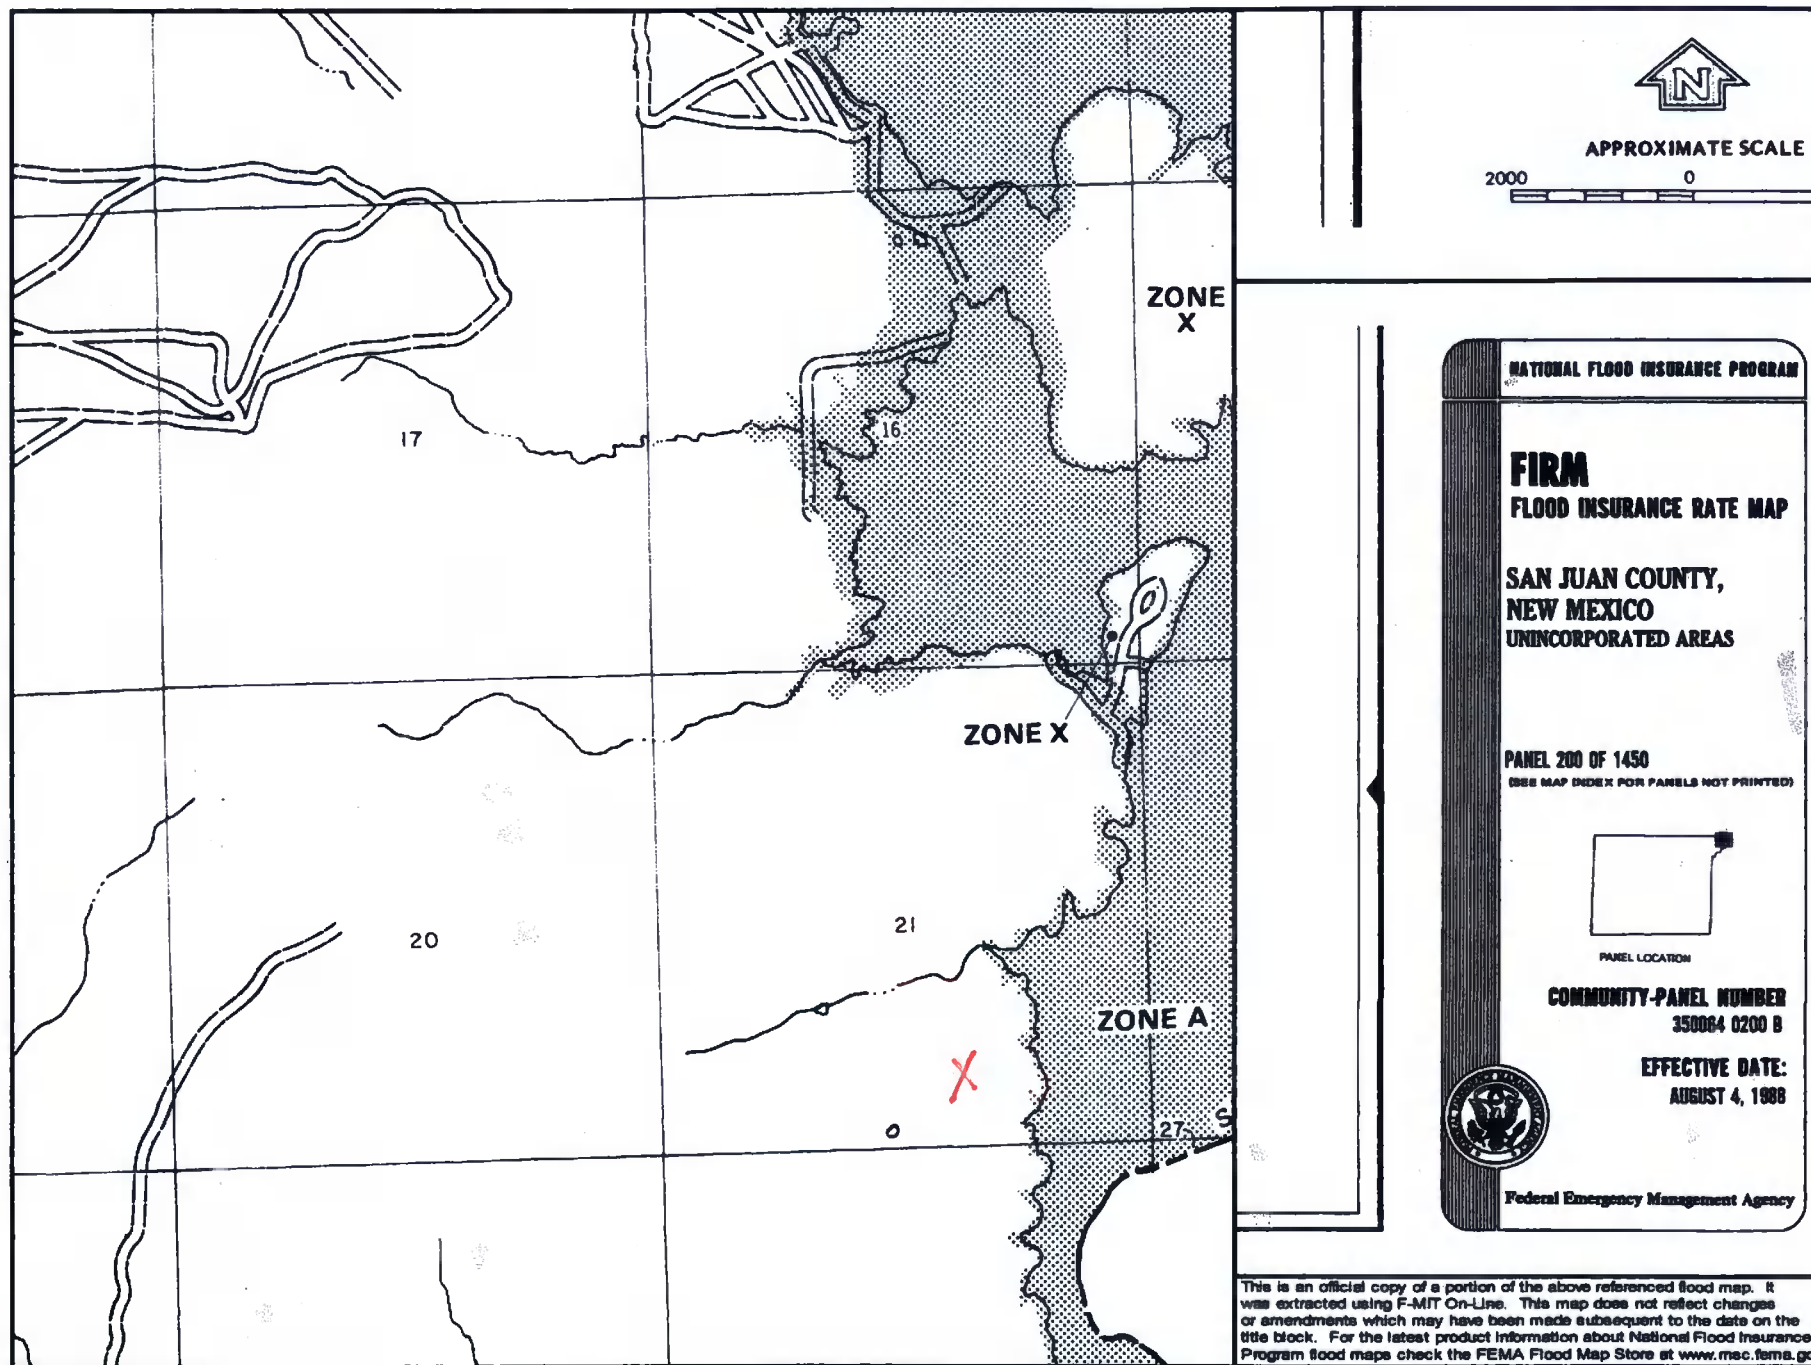 N
APPROXIMATE SCALE
2000 0
ZONE
X
NATIONAL FLOOD INSURANCE PROGRAM
17
16
FIRM
FLOOD INSURANCE RATE MAP
SAN JUAN COUNTY,
NEW MEXICO
UNINCORPORATED AREAS
ZONE X
PANEL 200 OF 1450
(SEE MAP INDEX FOR PANELS NOT PRINTED)
20
21
PANEL LOCATION
ZONE A
COMMUNITY-PANEL NUMBER
350064 0200 B
X
EFFECTIVE DATE:
AUGUST 4, 1988
27
S
Federal Emergency Management Agency
This is an official copy of a portion of the above referenced flood map. It
was extracted using F-MIT On-Line. This map does not reflect changes
or amendments which may have been made subsequent to the date on the
title block. For the latest product information about National Flood Insurance
Program flood maps check the FEMA Flood Map Store at www.msc.fema.go